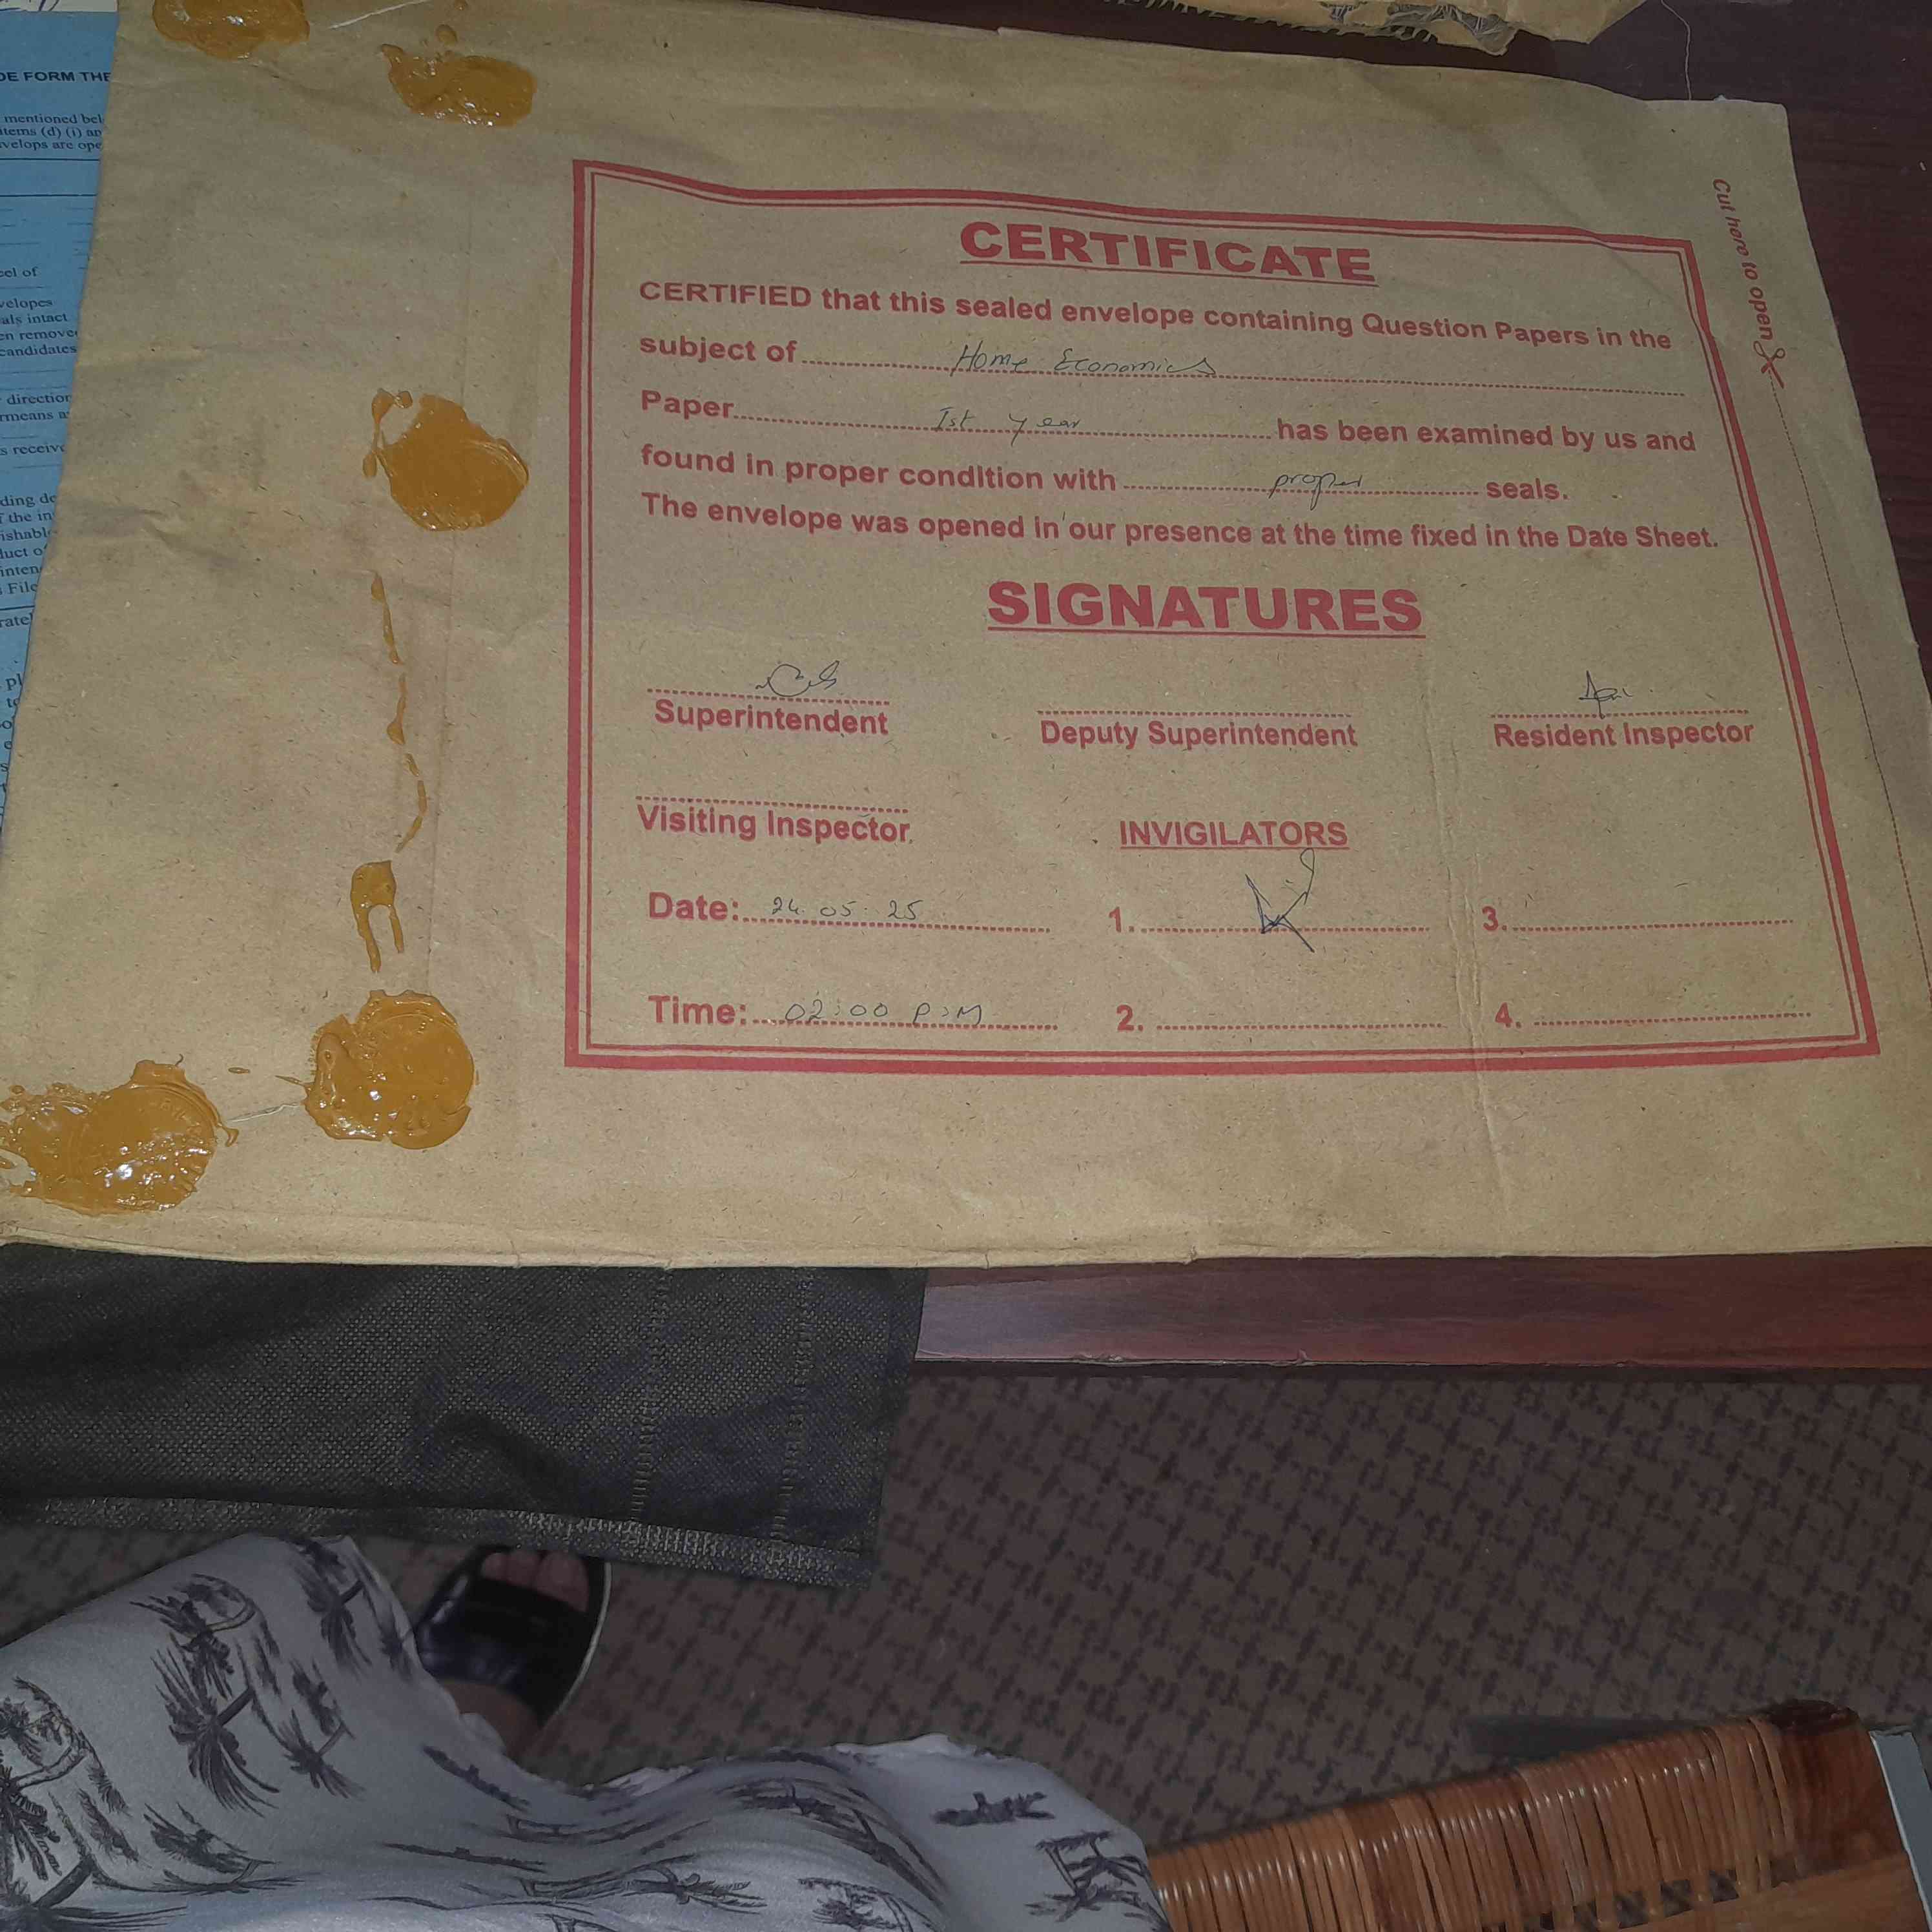 DE FORM THE
mentioned bel
items (d) (i) an
velops are ope
cel of
velopes
als intact
en remove
candidates
direction
rmeans a
s receive
ding de
f the in
ishabl
duct o
inten
File
rate
CERTIFICATE
CERTIFIED that this sealed envelope containing Question Papers in the
subject of Home Economics
Paper 1st year has been examined by us and
found in proper condition with proper seals.
The envelope was opened in our presence at the time fixed in the Date Sheet.
SIGNATURES
Superintendent Deputy Superintendent Resident Inspector
Visiting Inspector. INVIGILATORS
Date: 24.05.25 1. 3.
Time: 02:00 P:M 2. 4.
Cut here to open